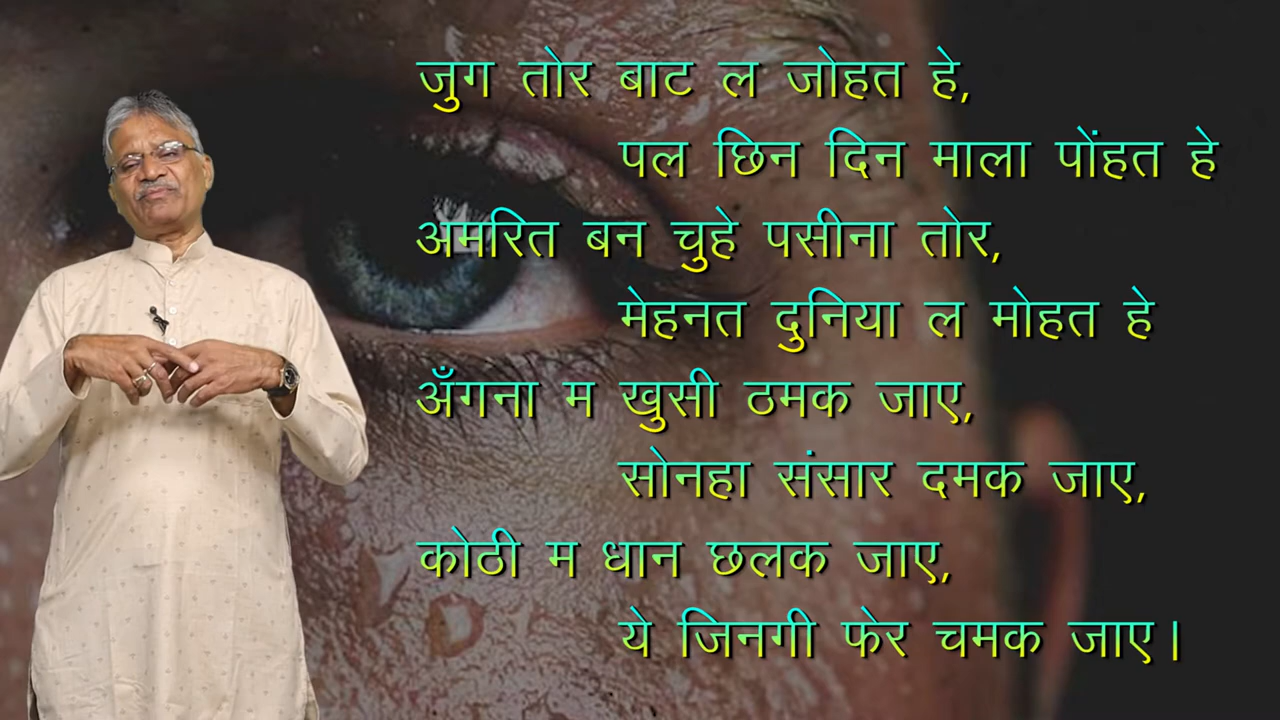 जुग तोर बाट ल जोहत हे,
पल छिन दिन माला पोंहत हे
अमरित बन चुहे पसीना तोर,
मेहनत दुनिया ल मोहत हे
अँगना म खुसी ठमक जाए,
सोनहा संसार दमक जाए,
कोठी म धान छलक जाए,
ये जिनगी फेर चमक जाए।